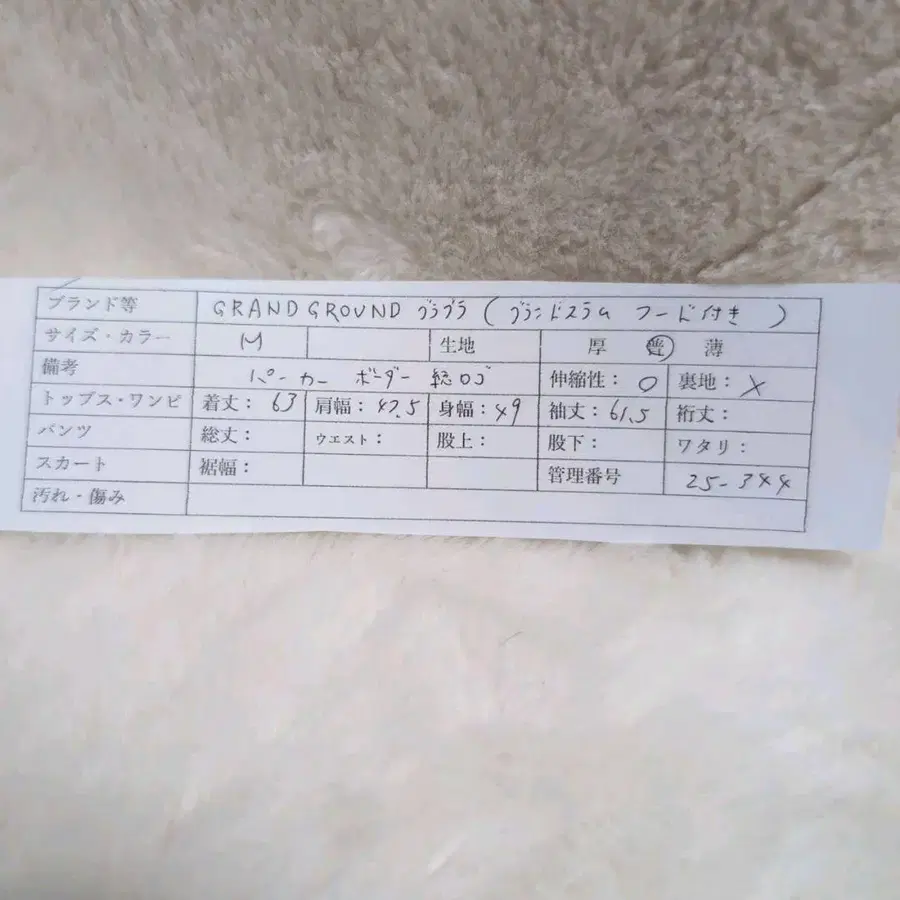 ブランド等 GRAND GROUND グラグラ ( グランドスラム フード付き )
サイズ・カラー M 生地 厚 普 薄
備考 パーカー ボーダー 総ロゴ 伸縮性: ○ 裏地: ×
トップス・ワンピ 着丈: 63 肩幅: 47.5 身幅: 49 袖丈: 61.5 裄丈:
パンツ 総丈: ウエスト: 股上: 股下: ワタリ:
スカート 裾幅: 管理番号 25-344
汚れ・傷み